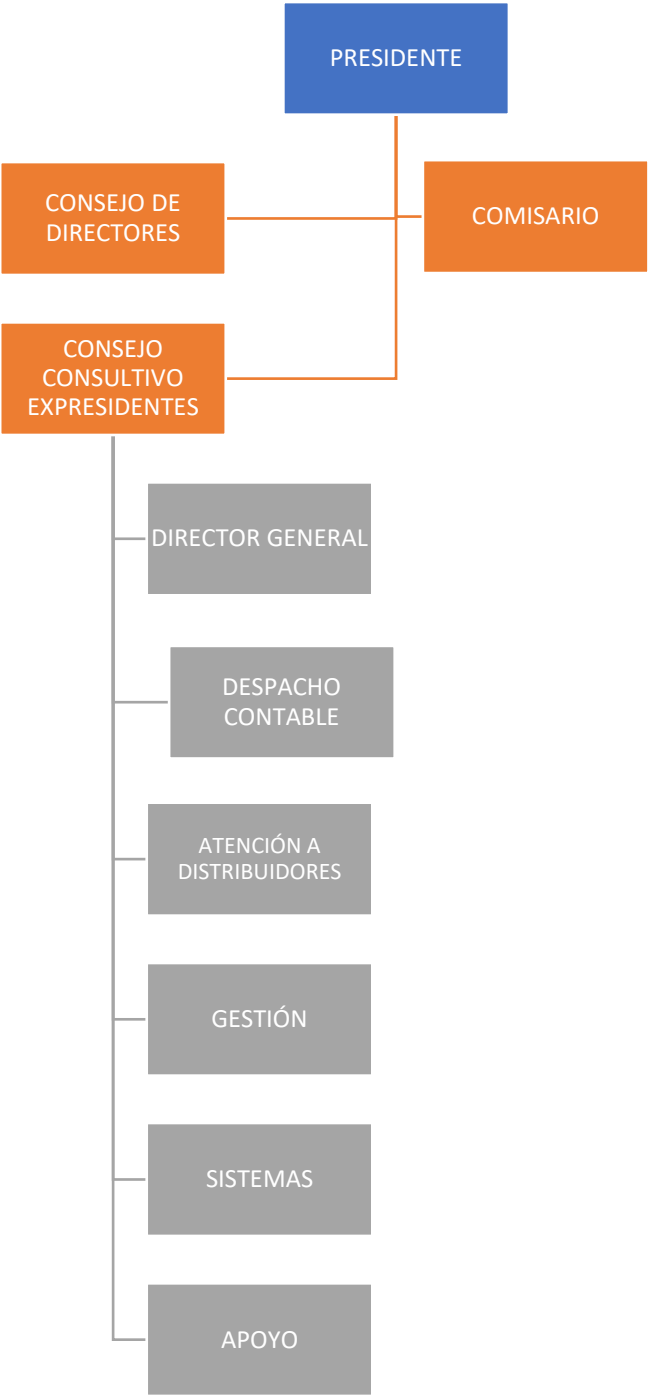 PRESIDENTE
CONSEJO DE
DIRECTORES
COMISARIO
CONSEJO
CONSULTIVO
EXPRESIDENTES
DIRECTOR GENERAL
DESPACHO
CONTABLE
ATENCIÓN A
DISTRIBUIDORES
GESTIÓN
SISTEMAS
APOYO